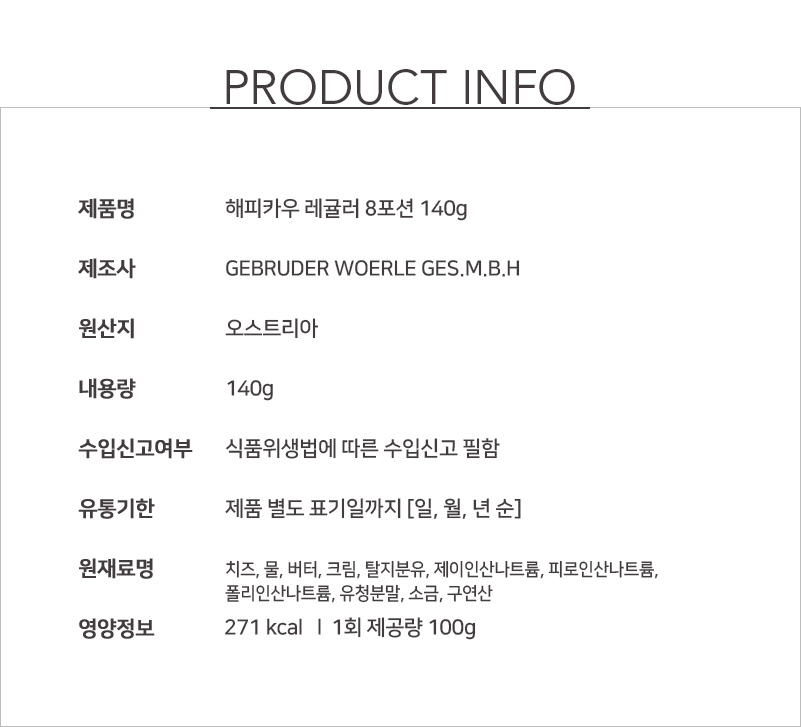 PRODUCT INFO
제품명 해피카우 레귤러 8포션 140g
제조사 GEBRUDER WOERLE GES.M.B.H
원산지 오스트리아
내용량 140g
수입신고여부 식품위생법에 따른 수입신고 필함
유통기한 제품 별도 표기일까지 [일, 월, 년 순]
원재료명 치즈, 물, 버터, 크림, 탈지분유, 제이인산나트륨, 피로인산나트륨,
폴리인산나트륨, 유청분말, 소금, 구연산
영양정보 271 kcal ㅣ 1회 제공량 100g